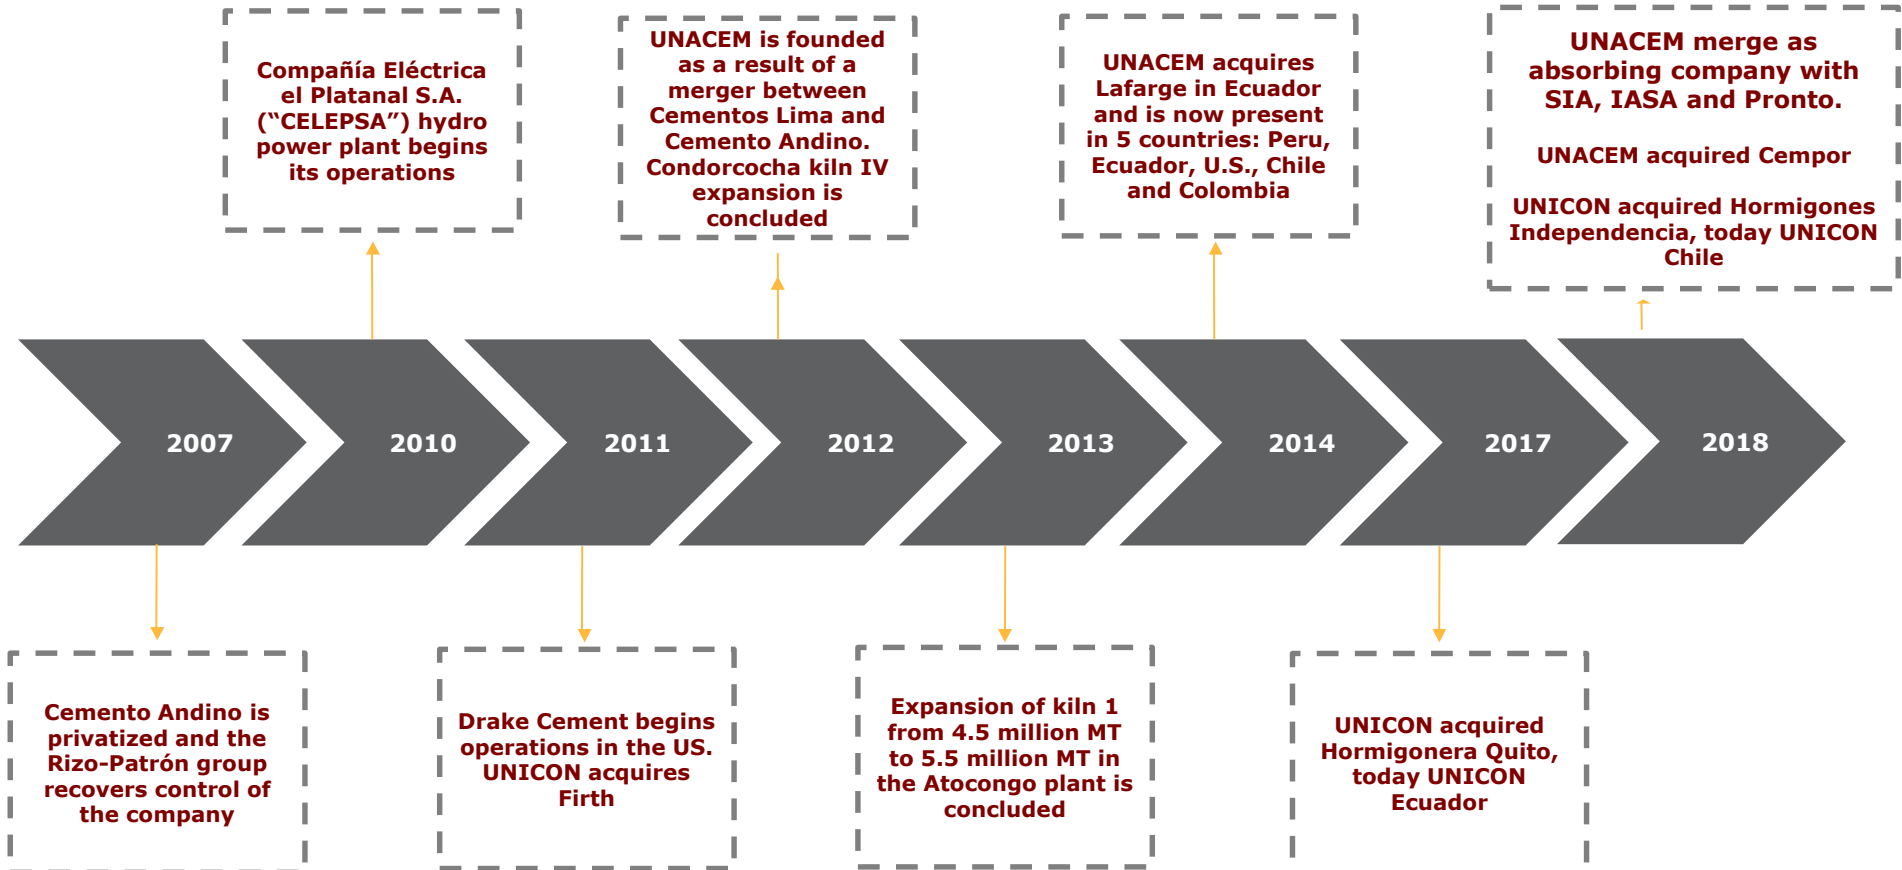 Compañía Eléctrica
el Platanal S.A.
(“CELEPSA”) hydro
power plant begins
its operations
UNACEM is founded
as a result of a
merger between
Cementos Lima and
Cemento Andino.
Condorcocha kiln IV
expansion is
concluded
UNACEM acquires
Lafarge in Ecuador
and is now present
in 5 countries: Peru,
Ecuador, U.S., Chile
and Colombia
UNACEM merge as
absorbing company with
SIA, IASA and Pronto.
UNACEM acquired Cempor
UNICON acquired Hormigones
Independencia, today UNICON
Chile
2007
2010
2011
2012
2013
2014
2017
2018
Cemento Andino is
privatized and the
Rizo-Patrón group
recovers control of
the company
Drake Cement begins
operations in the US.
UNICON acquires
Firth
Expansion of kiln 1
from 4.5 million MT
to 5.5 million MT in
the Atocongo plant is
concluded
UNICON acquired
Hormigonera Quito,
today UNICON
Ecuador